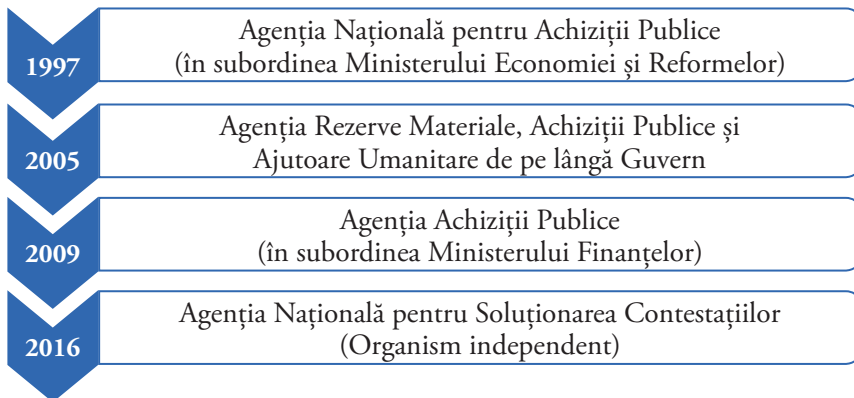 1997
Agenția Națională pentru Achiziții Publice
(în subordinea Ministerului Economiei și Reformelor)
2005
Agenția Rezerve Materiale, Achiziții Publice și
Ajutoare Umanitare de pe lângă Guvern
2009
Agenția Achiziții Publice
(în subordinea Ministerului Finanțelor)
2016
Agenția Națională pentru Soluționarea Contestațiilor
(Organism independent)